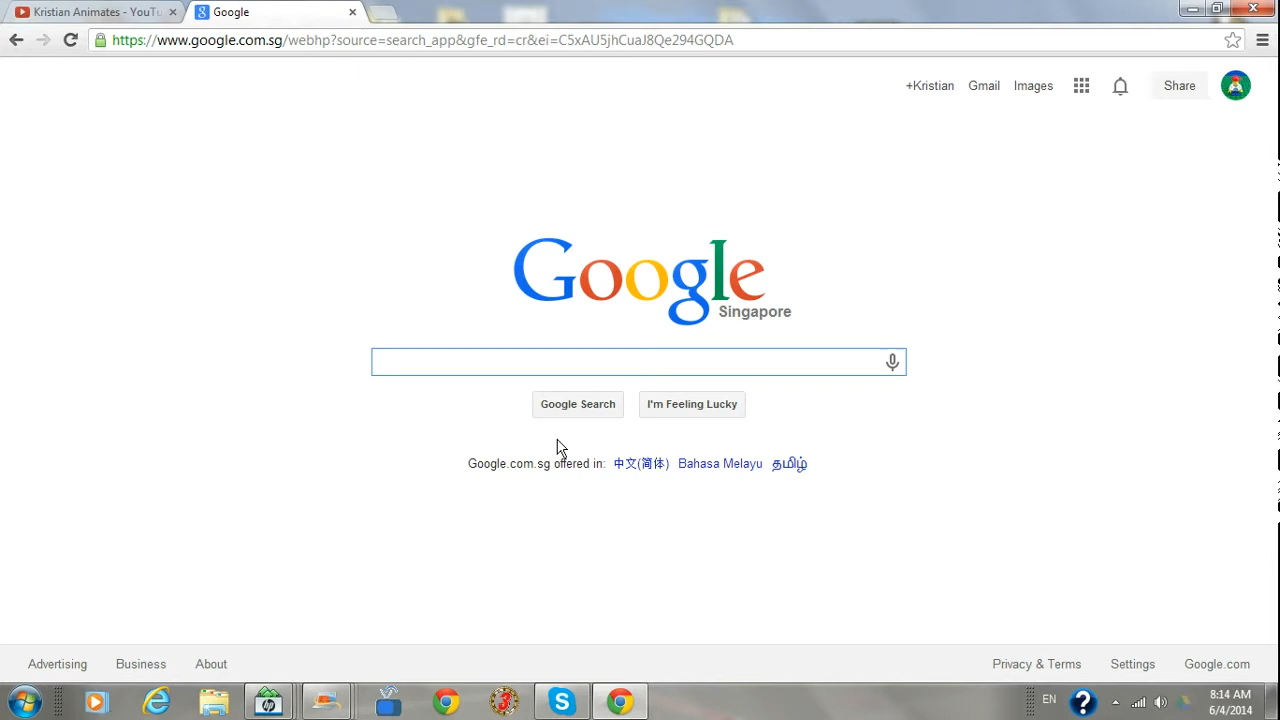 Kristian Animates - YouTu
Google
https://www.google.com.sg/webhp?source=search_app&gfe_rd=cr&ei=C5xAU5jhCuaJ8Qe294GQDA
+Kristian Gmail Images Share
Google
Singapore
Google Search I'm Feeling Lucky
Google.com.sg offered in: 中文(简体) Bahasa Melayu தமிழ்
Advertising Business About Privacy & Terms Settings Google.com
EN 8:14 AM
6/4/2014